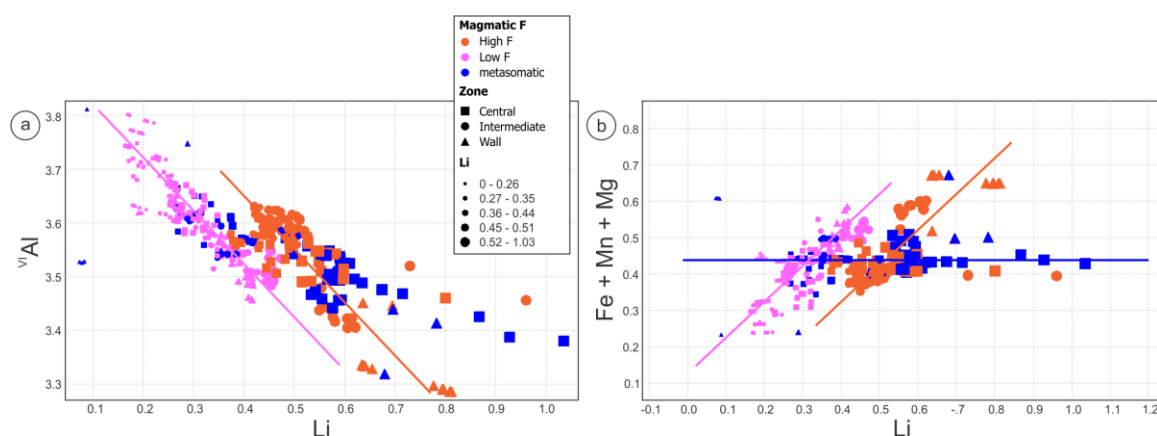 Magmatic F
High F
Low F
metasomatic
Zone
Central
Intermediate
Wall
Li
0 - 0.26
0.27 - 0.35
0.36 - 0.44
0.45 - 0.51
0.52 - 1.03
a
3.8
3.7
3.6
3.5
3.4
3.3
VIAl
0.1 0.2 0.3 0.4 0.5 0.6 0.7 0.8 0.9 1.0
Li
b
0.8
0.7
0.6
0.5
0.4
0.3
0.2
0.1
Fe + Mn + Mg
-0.1 0.0 0.1 0.2 0.3 0.4 0.5 0.6 -.7 0.8 0.9 1.0 1.1 1.2
Li